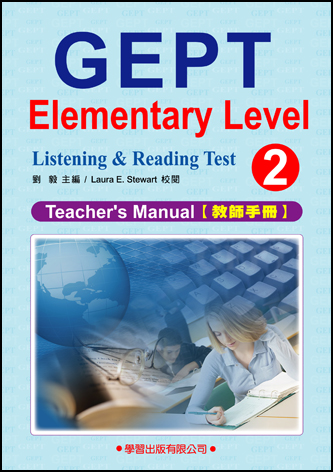 GEPT
Elementary Level
Listening & Reading Test
2
劉 毅 主編 / Laura E. Stewart 校閱
Teacher's Manual【教師手冊】
●學習出版有限公司●